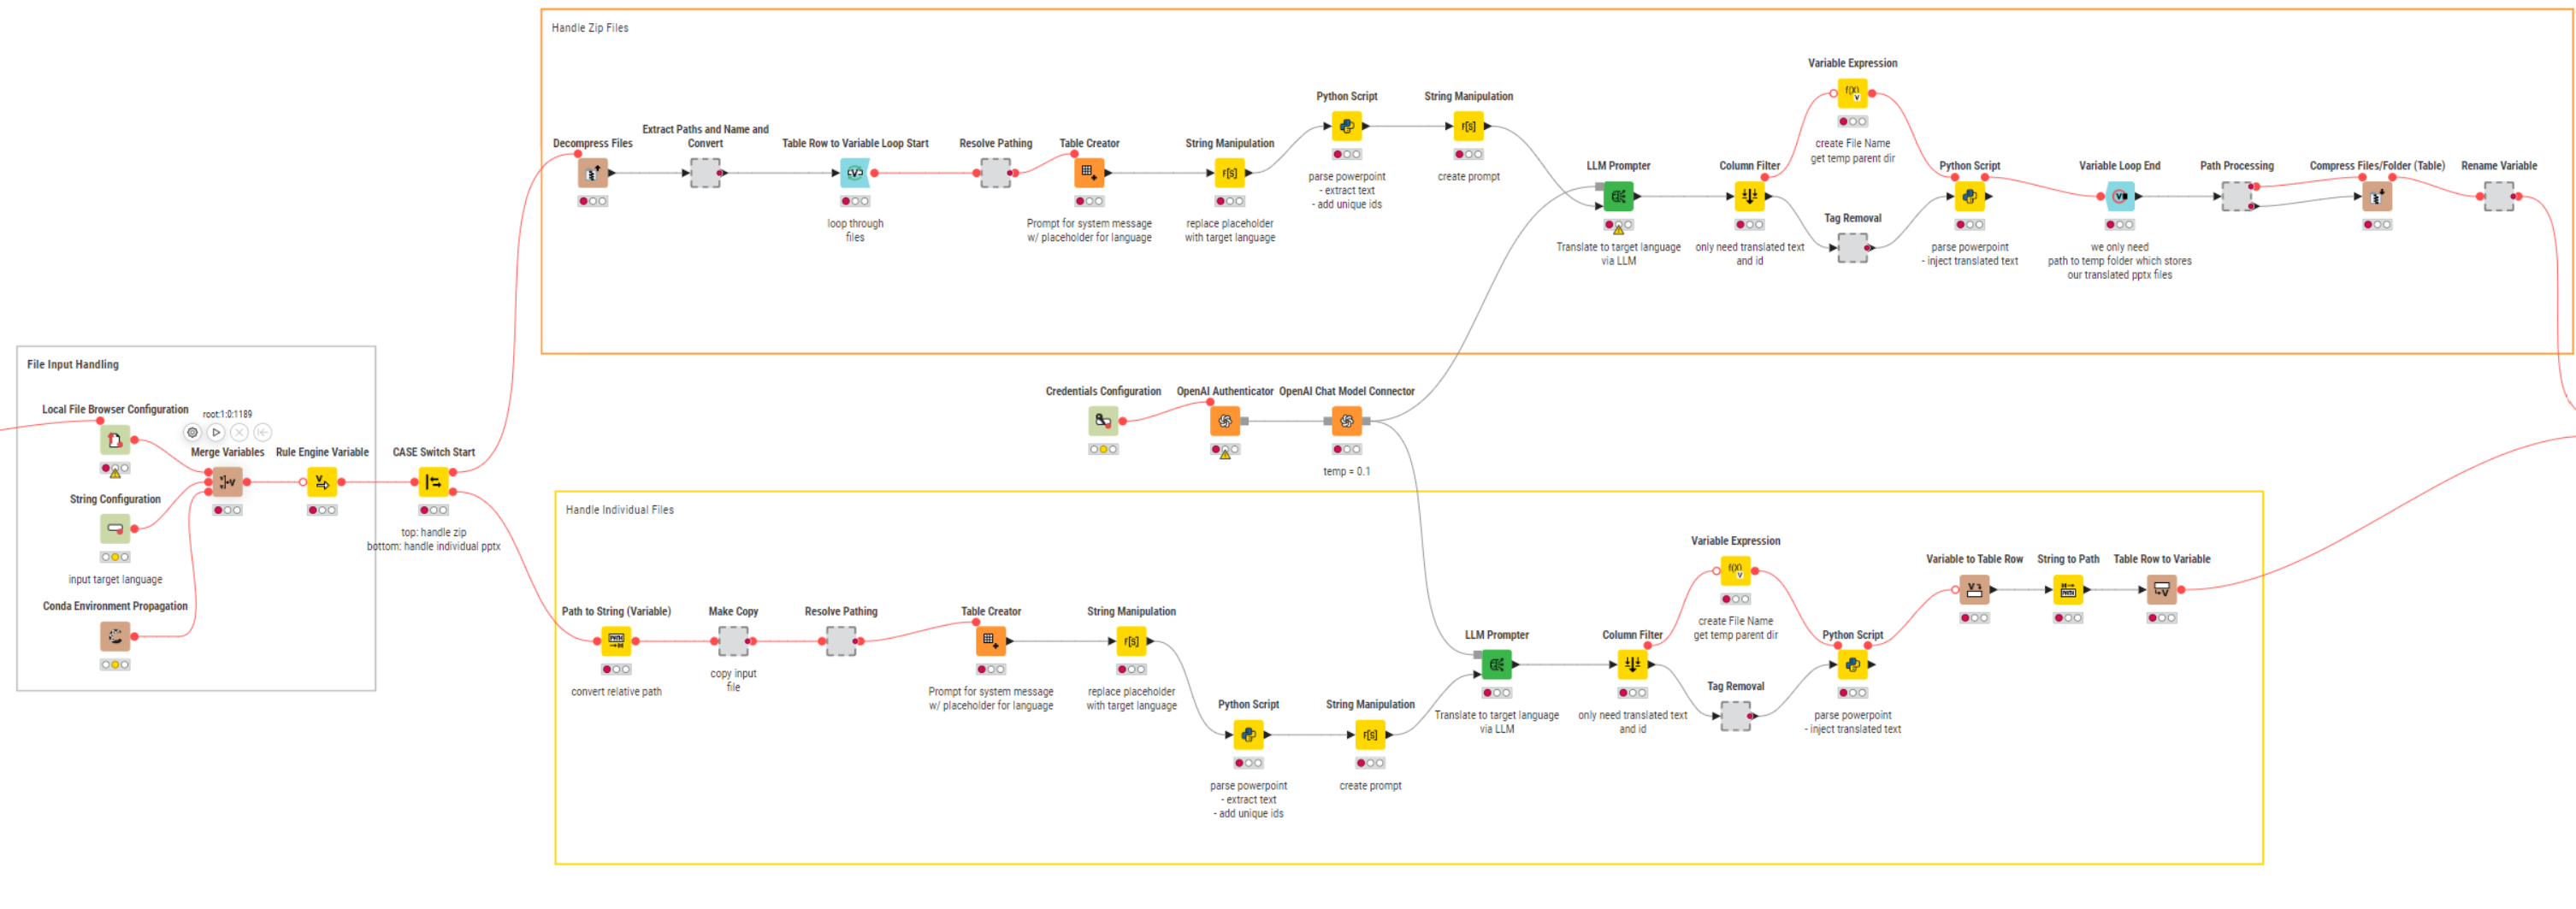 Handle Zip Files
Variable Expression
create File Name
get temp parent dir
Python Script
parse powerpoint
- extract text
- add unique ids
String Manipulation
create prompt
Decompress Files
Extract Paths and Name and
Convert
Table Row to Variable Loop Start
loop through
files
Resolve Pathing
Table Creator
Prompt for system message
w/ placeholder for language
String Manipulation
replace placeholder
with target language
LLM Prompter
Translate to target language
via LLM
Column Filter
only need translated text
and id
Tag Removal
Python Script
parse powerpoint
- inject translated text
Variable Loop End
we only need
path to temp folder which stores
our translated pptx files
Path Processing
Compress Files/Folder (Table)
Rename Variable
File Input Handling
Local File Browser Configuration
root:1:0:1189
Merge Variables
Rule Engine Variable
CASE Switch Start
top: handle zip
bottom: handle individual pptx
String Configuration
input target language
Conda Environment Propagation
Credentials Configuration
OpenAI Authenticator
OpenAI Chat Model Connector
temp = 0.1
Handle Individual Files
Path to String (Variable)
convert relative path
Make Copy
copy input
file
Resolve Pathing
Table Creator
Prompt for system message
w/ placeholder for language
String Manipulation
replace placeholder
with target language
Python Script
parse powerpoint
- extract text
- add unique ids
String Manipulation
create prompt
LLM Prompter
Translate to target language
via LLM
Column Filter
only need translated text
and id
Variable Expression
create File Name
get temp parent dir
Tag Removal
Python Script
parse powerpoint
- inject translated text
Variable to Table Row
String to Path
Table Row to Variable